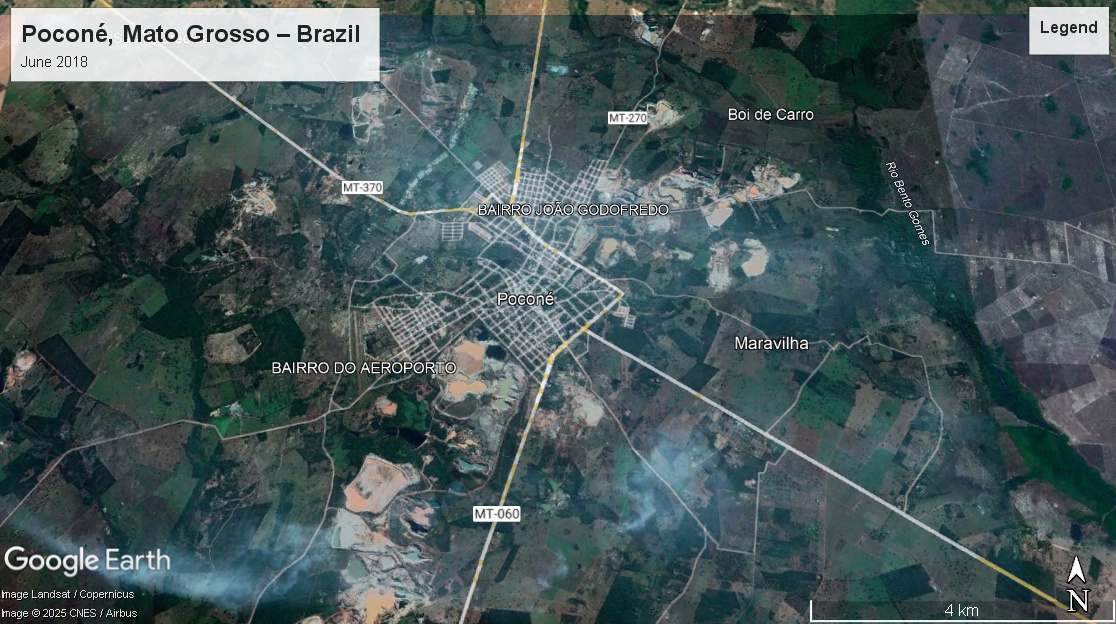 Poconé, Mato Grosso – Brazil
June 2018
Legend
MT-270
Boi de Carro
MT-370
Rio Bento Gomes
BAIRRO JOÃO GODOFREDO
Poconé
Maravilha
BAIRRO DO AEROPORTO
MT-060
Google Earth
Image Landsat / Copernicus
Image © 2025 CNES / Airbus
4 km
N